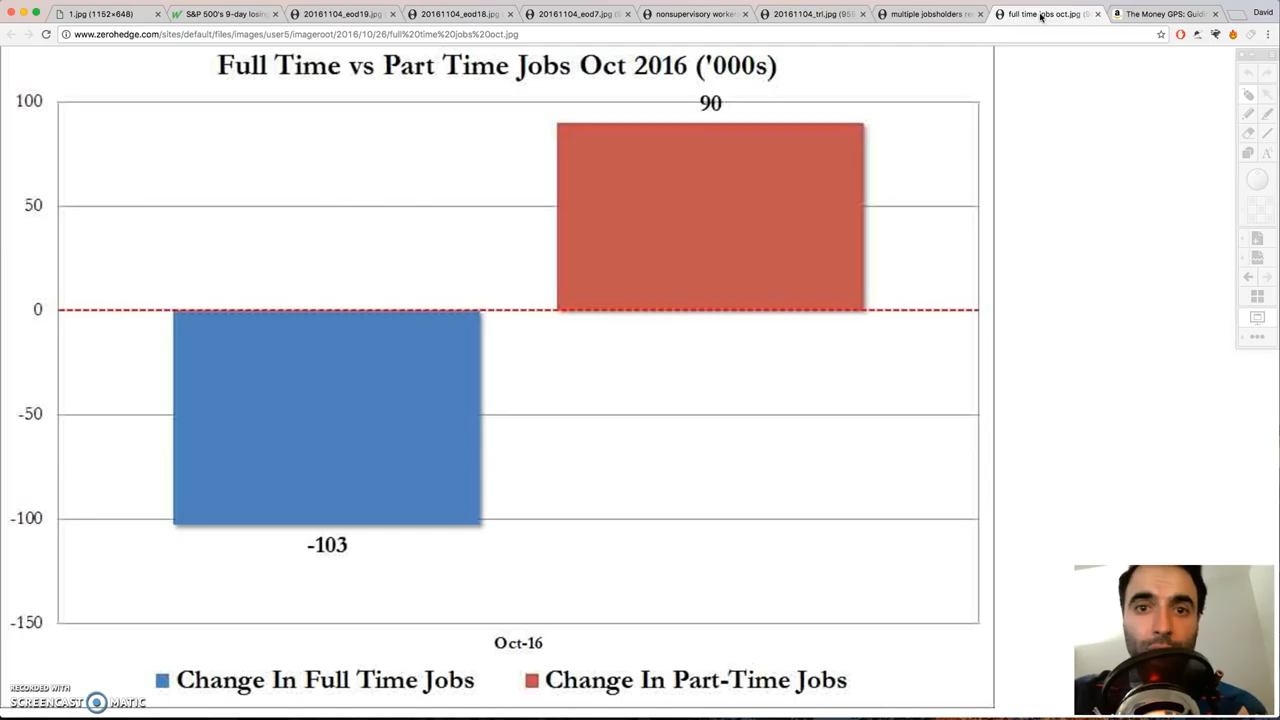 1.jpg (1152×648)
S&P 500's 9-day losin
20161104_eod19.jpg
20161104_eod18.jpg
20161104_eod7.jpg
nonsupervisory worke
20161104_trl.jpg (955
multiple jobsholders re
full time jobs oct.jpg
The Money GPS: Guid
David
www.zerohedge.com/sites/default/files/images/user5/imageroot/2016/10/26/full%20time%20jobs%20oct.jpg
Full Time vs Part Time Jobs Oct 2016 ('000s)
100
90
50
0
-50
-100
-103
-150
Oct-16
Change In Full Time Jobs
Change In Part-Time Jobs
RECORDED WITH
SCREENCAST MATIC